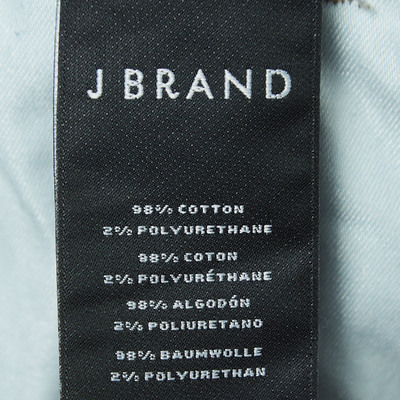 J BRAND
98% COTTON
2% POLYURETHANE
98% COTON
2% POLYURÉTHANE
98% ALGODÓN
2% POLIURETANO
98% BAUMWOLLE
2% POLYURETHAN